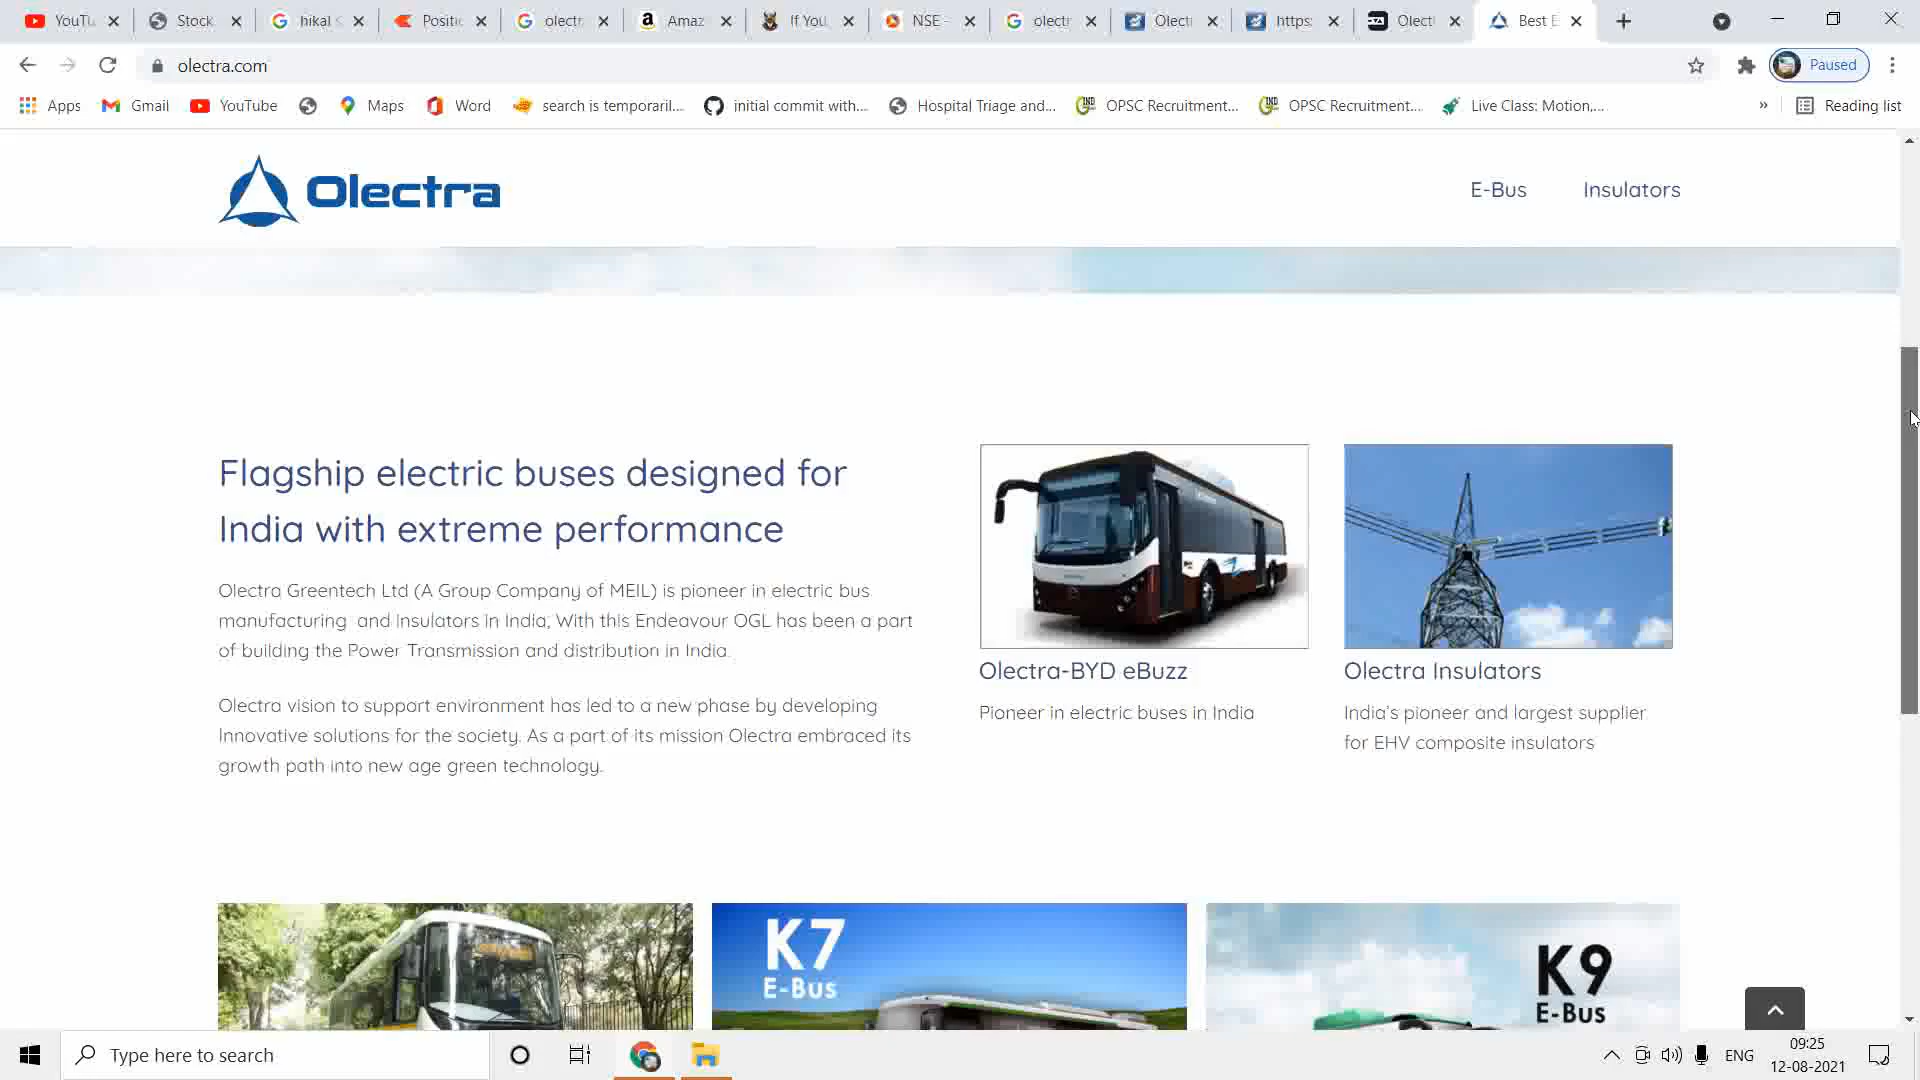 YouTu
Stock
hikal s
Positio
olectr
Amaz
If You
NSE -
olectr
Olectr
https:
Olectr
Best E
olectra.com
Paused
Apps
Gmail
YouTube
Maps
Word
search is temporaril...
initial commit with...
Hospital Triage and...
OPSC Recruitment...
OPSC Recruitment...
Live Class: Motion,...
»
Reading list
Olectra
E-Bus
Insulators
Flagship electric buses designed for
India with extreme performance
Olectra Greentech Ltd (A Group Company of MEIL) is pioneer in electric bus
manufacturing and Insulators in India, With this Endeavour OGL has been a part
of building the Power Transmission and distribution in India.
Olectra vision to support environment has led to a new phase by developing
Innovative solutions for the society. As a part of its mission Olectra embraced its
growth path into new age green technology.
Olectra-BYD eBuzz
Pioneer in electric buses in India
Olectra Insulators
India's pioneer and largest supplier
for EHV composite insulators
K7
E-Bus
K9
E-Bus
Type here to search
ENG
09:25
12-08-2021